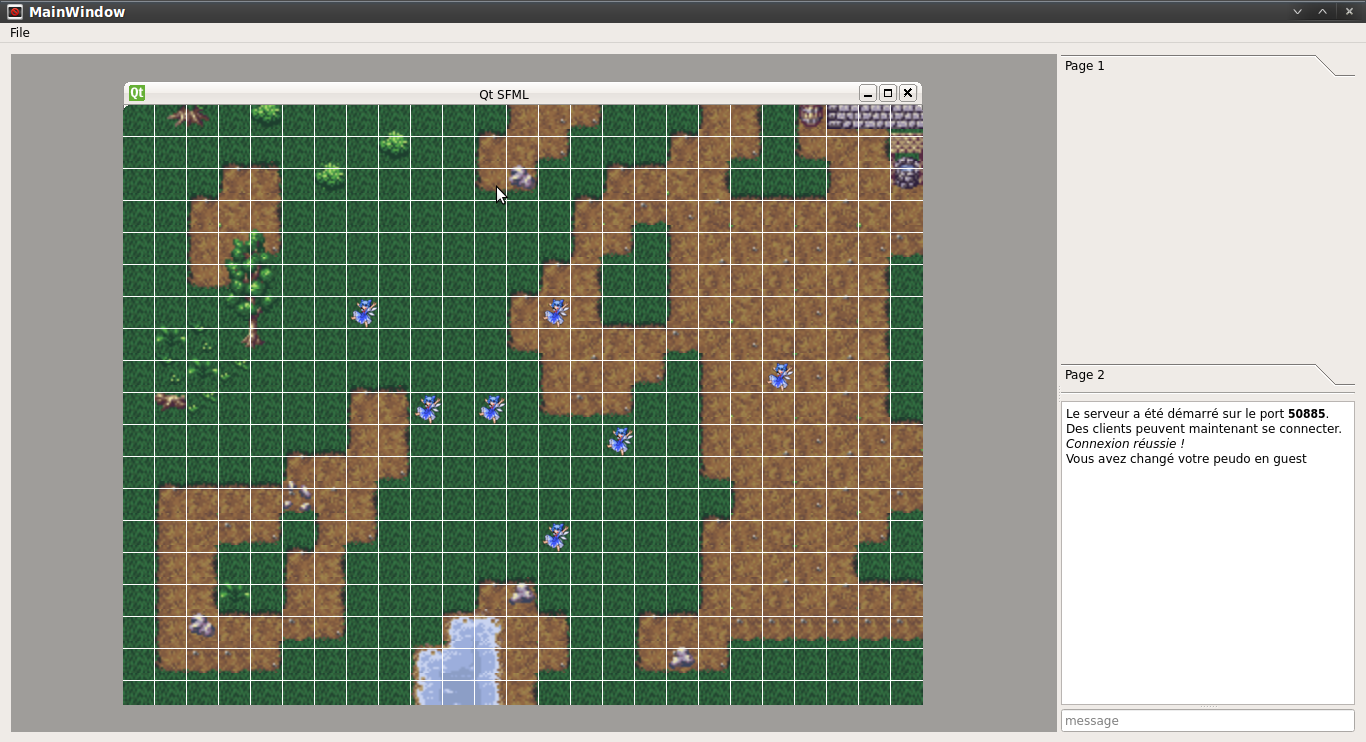 MainWindow
File
Qt SFML
Page 1
Page 2
Le serveur a été démarré sur le port 50885.
Des clients peuvent maintenant se connecter.
Connexion réussie !
Vous avez changé votre peudo en guest
message